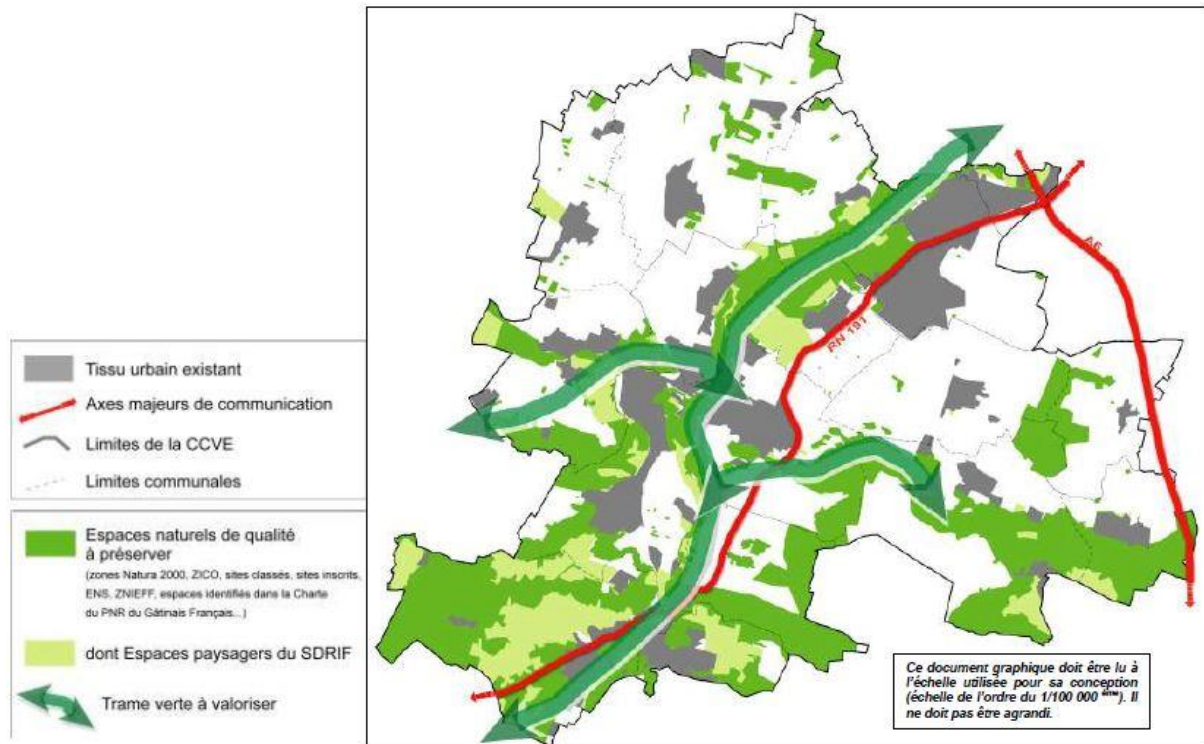 Tissu urbain existant
Axes majeurs de communication
Limites de la CCVE
Limites communales
Espaces naturels de qualité
à préserver
(zones Natura 2000, ZICO, sites classés, sites inscrits,
ENS, ZNIEFF, espaces identifiés dans la Charte
du PNR du Gâtinais Français...)
dont Espaces paysagers du SDRIF
Trame verte à valoriser
A6
RN 191
Ce document graphique doit être lu à
l'échelle utilisée pour sa conception
(échelle de l'ordre du 1/100 000 ème). Il
ne doit pas être agrandi.